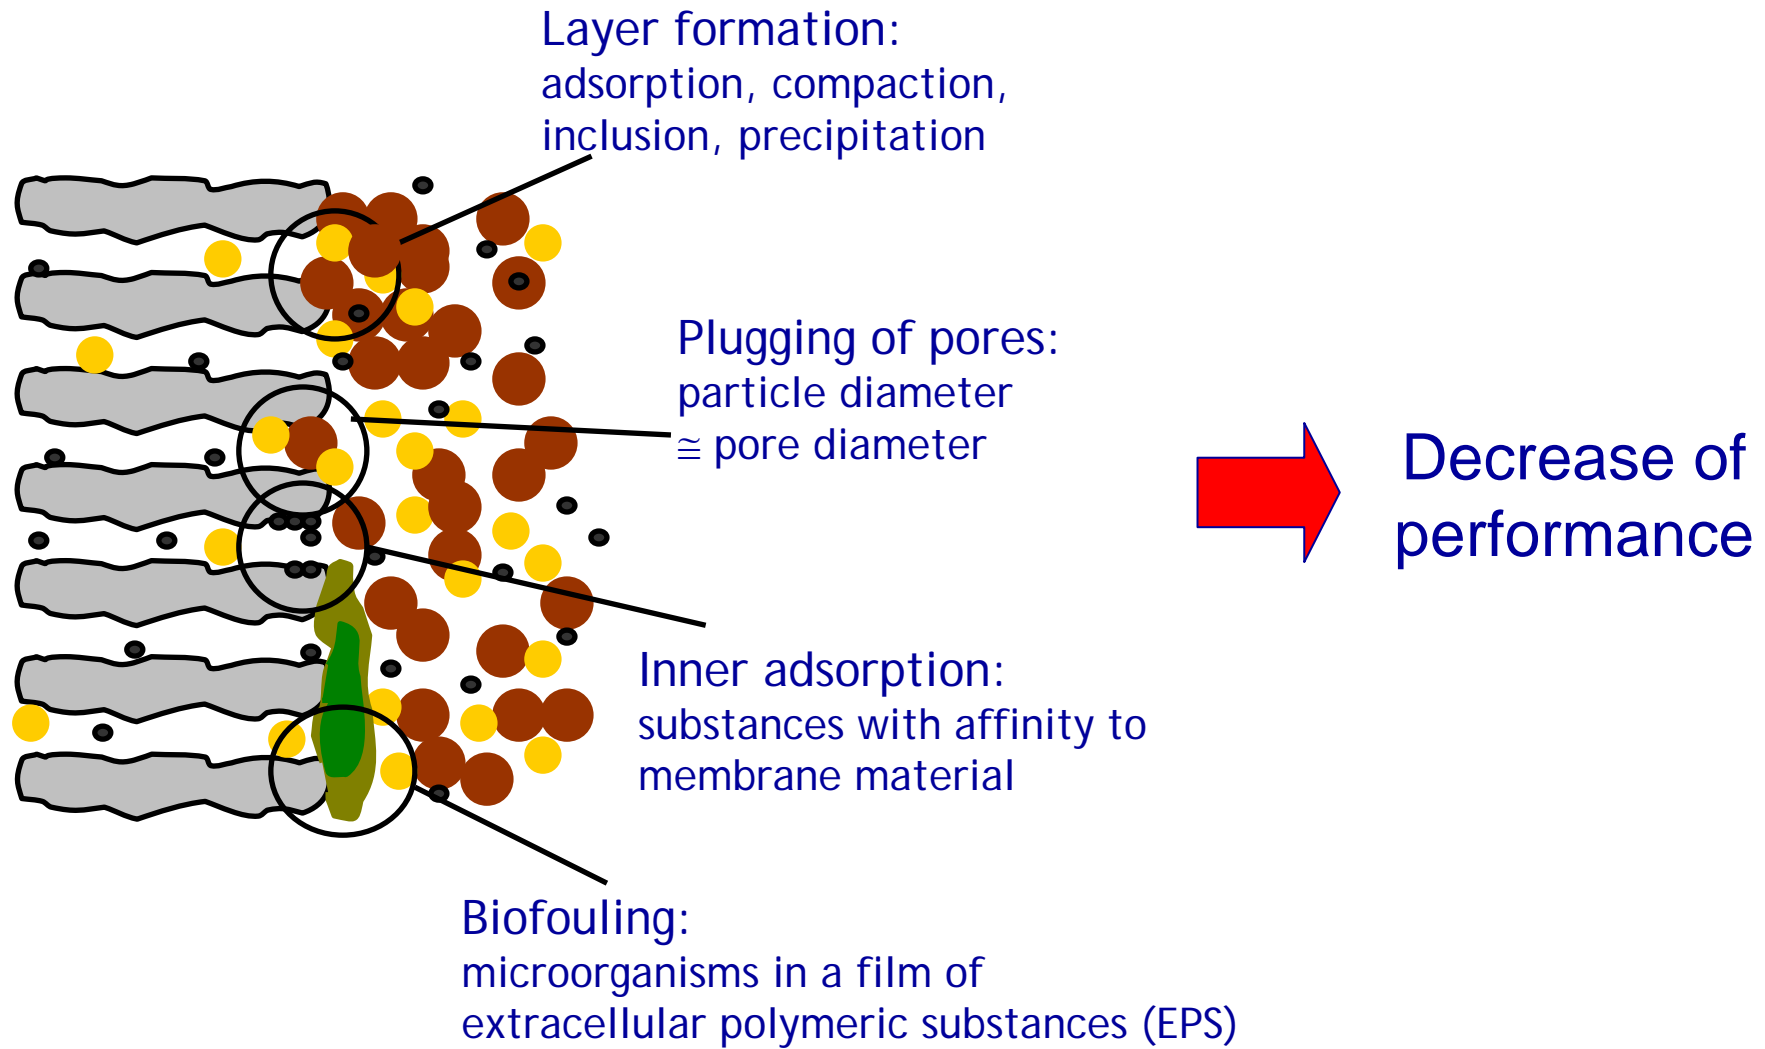 Layer formation:
adsorption, compaction,
inclusion, precipitation
Plugging of pores:
particle diameter
≅ pore diameter
Decrease of
performance
Inner adsorption:
substances with affinity to
membrane material
Biofouling:
microorganisms in a film of
extracellular polymeric substances (EPS)